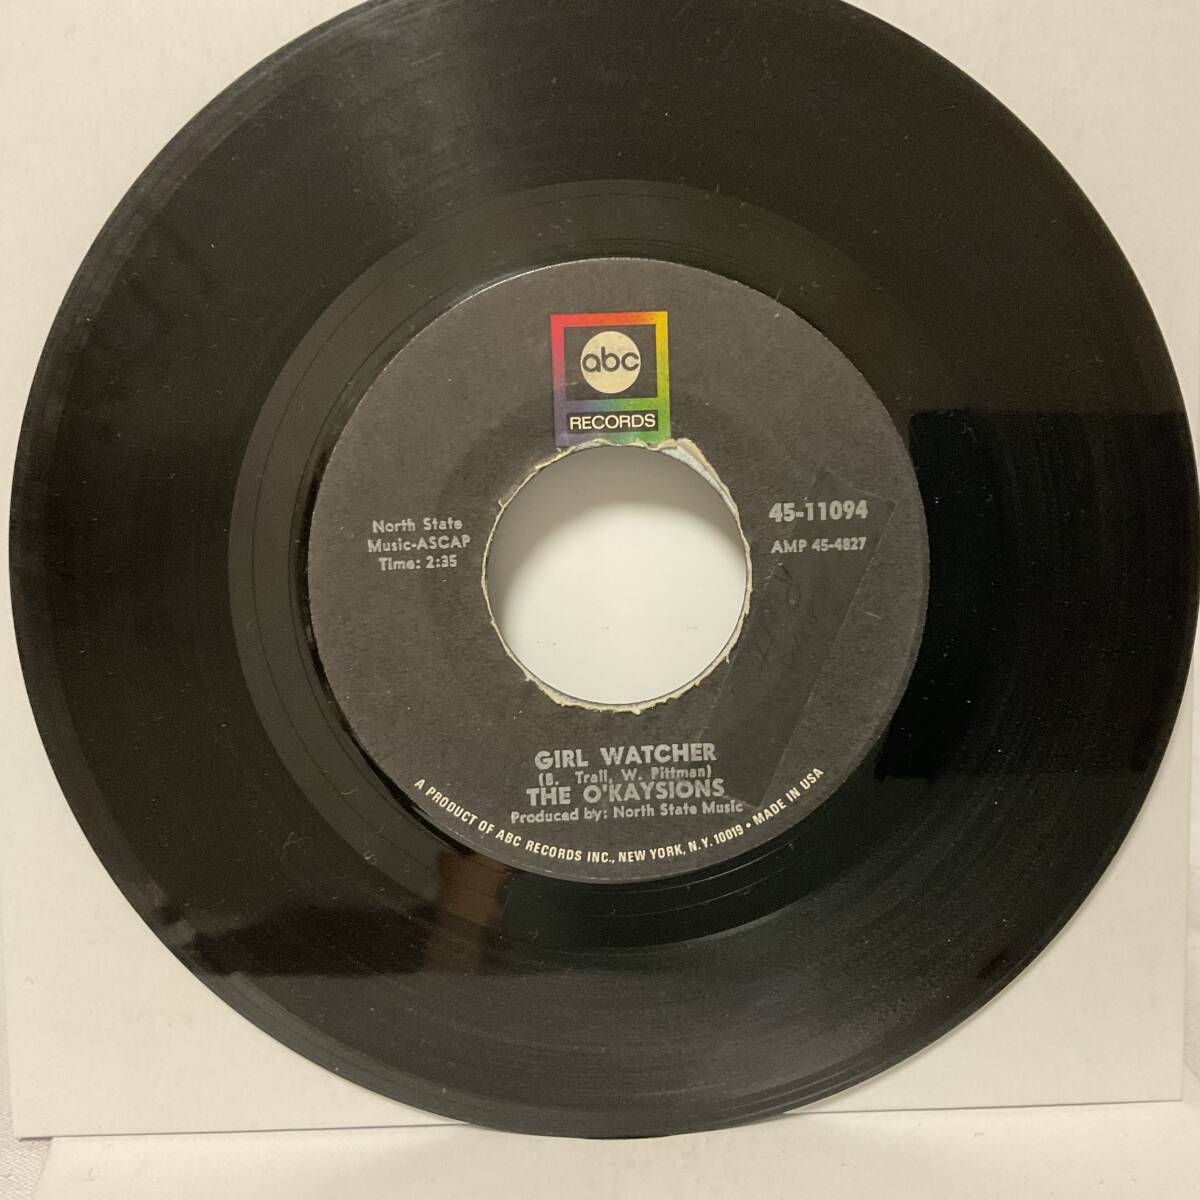 abc
RECORDS
North State
Music-ASCAP
Time: 2:35
45-11094
AMP 45-4827
GIRL WATCHER
(B. Trail, W. Pittman)
THE O'KAYSIONS
Produced by: North State Music
A PRODUCT OF ABC RECORDS INC., NEW YORK, N.Y. 10019 • MADE IN USA